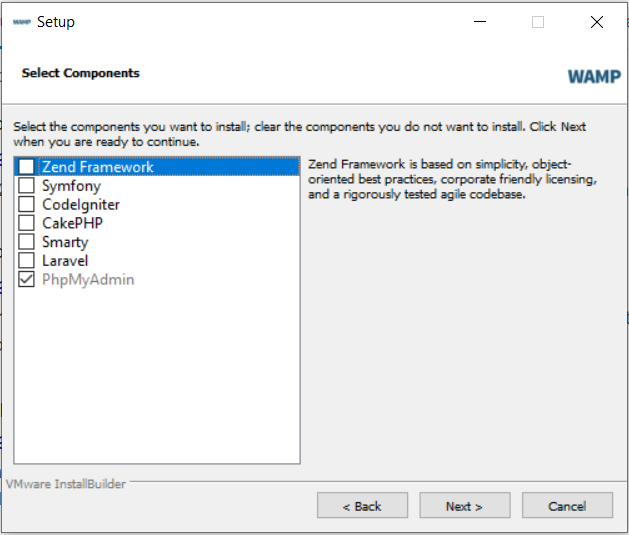 WAMP Setup
Select Components
WAMP
Select the components you want to install; clear the components you do not want to install. Click Next
when you are ready to continue.
Zend Framework
Symfony
CodeIgniter
CakePHP
Smarty
Laravel
PhpMyAdmin
Zend Framework is based on simplicity, object-
oriented best practices, corporate friendly licensing,
and a rigorously tested agile codebase.
VMware InstallBuilder
< Back
Next >
Cancel